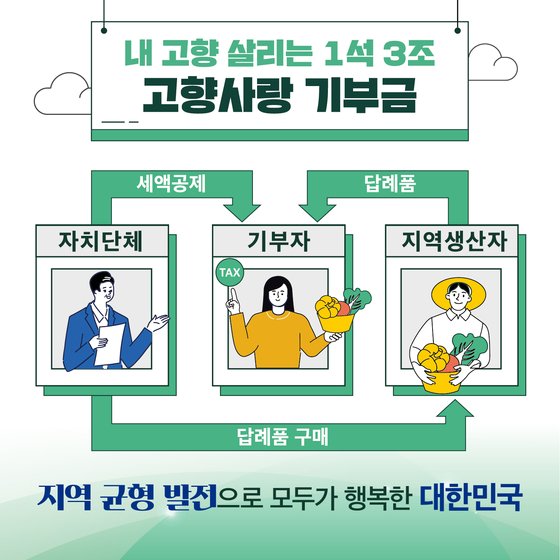 내 고향 살리는 1석 3조
고향사랑 기부금
세액공제
답례품
자치단체
기부자
지역생산자
TAX
답례품 구매
지역 균형 발전으로 모두가 행복한 대한민국